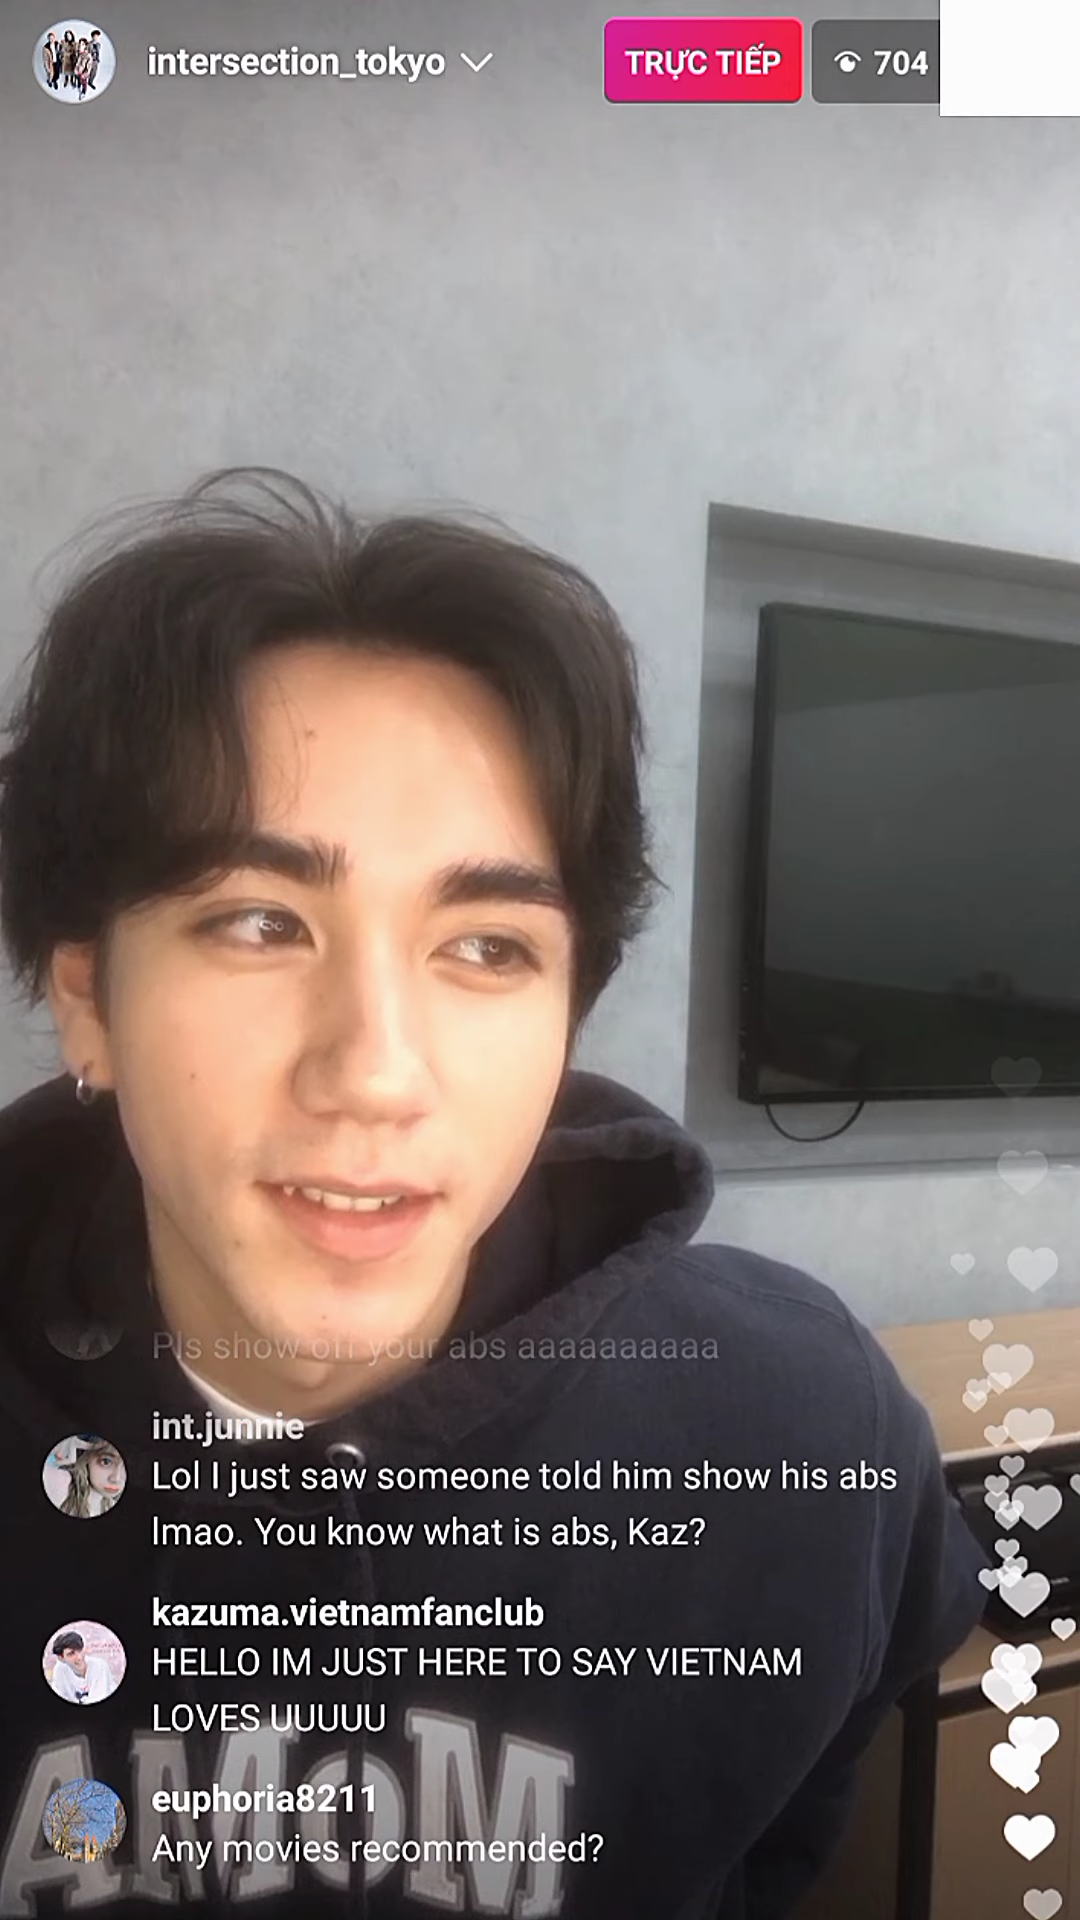 intersection_tokyo
TRỰC TIẾP
704
Pls show off your abs aaaaaaaaaa
int.junnie
Lol I just saw someone told him show his abs
lmao. You know what is abs, Kaz?
kazuma.vietnamfanclub
HELLO IM JUST HERE TO SAY VIETNAM
LOVES UUUUU
AMoM
euphoria8211
Any movies recommended?